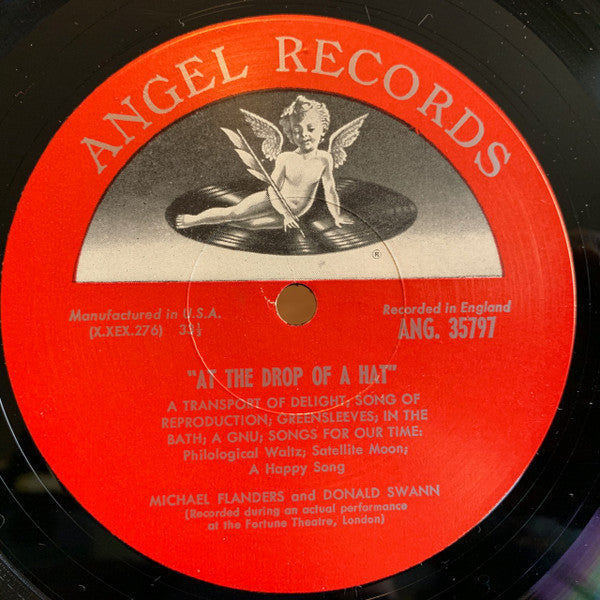 ANGEL RECORDS
®
Manufactured in U.S.A.
(X.XEX.276) 33⅓
Recorded in England
ANG. 35797
"AT THE DROP OF A HAT"
A TRANSPORT OF DELIGHT; SONG OF
REPRODUCTION; GREENSLEEVES; IN THE
BATH; A GNU; SONGS FOR OUR TIME:
Philological Waltz; Satellite Moon;
A Happy Song
MICHAEL FLANDERS and DONALD SWANN
(Recorded during an actual performance
at the Fortune Theatre, London)